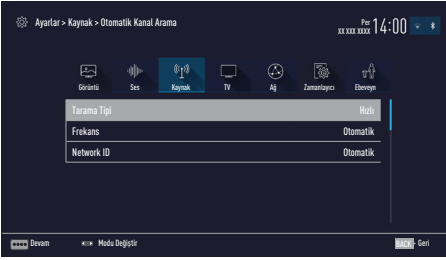 Ayarlar > Kaynak > Otomatik Kanal Arama
Per
xx xxx xxxx 14:00
Görüntü Ses Kaynak TV Ağ Zamanlayıcı Ebeveyn
Tarama Tipi Hızlı
Frekans Otomatik
Network ID Otomatik
Devam Modu Değiştir BACK - Geri